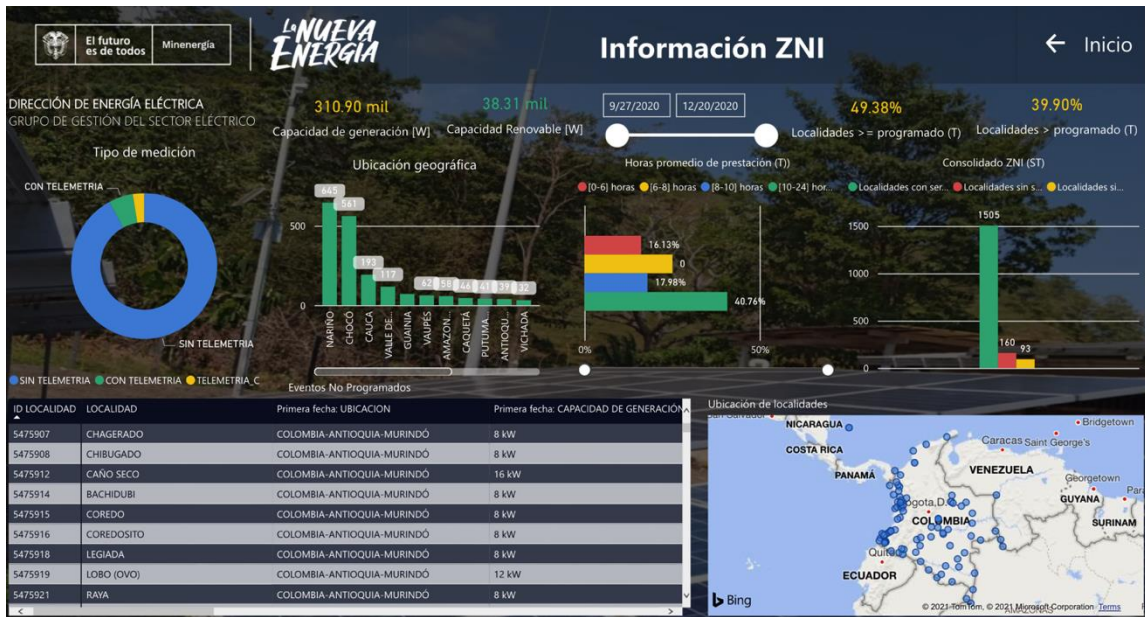 El futuro
es de todos
Minenergía
La NUEVA
ENERGÍA
Información ZNI
Inicio
DIRECCIÓN DE ENERGÍA ELÉCTRICA
GRUPO DE GESTIÓN DEL SECTOR ELÉCTRICO
310.90 mil
Capacidad de generación [W]
38.31 mil
Capacidad Renovable [W]
9/27/2020 12/20/2020
49.38%
Localidades >= programado (T)
39.90%
Localidades > programado (T)
Tipo de medición
CON TELEMETRIA
SIN TELEMETRIA
SIN TELEMETRIA CON TELEMETRIA TELEMETRIA_C
Ubicación geográfica
500
0
645
561
193
117
62
58
46
41
39
32
NARIÑO
CHOCÓ
CAUCA
VALLE DE...
GUAINIA
VAUPÉS
AMAZON...
CAQUETÁ
PUTUMA...
ANTIOQU...
VICHADA
Horas promedio de prestación (T))
[0-6] horas [6-8] horas [8-10] horas [10-24] hor...
16.13%
0
17.98%
40.76%
0% 50%
Consolidado ZNI (ST)
Localidades con ser... Localidades sin s... Localidades si...
1500
1000
500
0
1505
160
93
Eventos No Programados
ID LOCALIDAD LOCALIDAD Primera fecha: UBICACION Primera fecha: CAPACIDAD DE GENERACIÓN
5475907 CHAGERADO COLOMBIA-ANTIOQUIA-MURINDÓ 8 kW
5475908 CHIBUGADO COLOMBIA-ANTIOQUIA-MURINDÓ 8 kW
5475912 CAÑO SECO COLOMBIA-ANTIOQUIA-MURINDÓ 16 kW
5475914 BACHIDUBI COLOMBIA-ANTIOQUIA-MURINDÓ 8 kW
5475915 COREDO COLOMBIA-ANTIOQUIA-MURINDÓ 8 kW
5475916 COREDOSITO COLOMBIA-ANTIOQUIA-MURINDÓ 8 kW
5475918 LEGIADA COLOMBIA-ANTIOQUIA-MURINDÓ 8 kW
5475919 LOBO (OVO) COLOMBIA-ANTIOQUIA-MURINDÓ 12 kW
5475921 RAYA COLOMBIA-ANTIOQUIA-MURINDÓ 8 kW
Ubicación de localidades
NICARAGUA
Bridgetown
COSTA RICA
Caracas
Saint George's
PANAMÁ
VENEZUELA
Georgetown
GUYANA
Par
COLOMBIA
SURINAM
ECUADOR
Bing
© 2021 TomTom, © 2021 Microsoft Corporation Terms
AMAZONAS